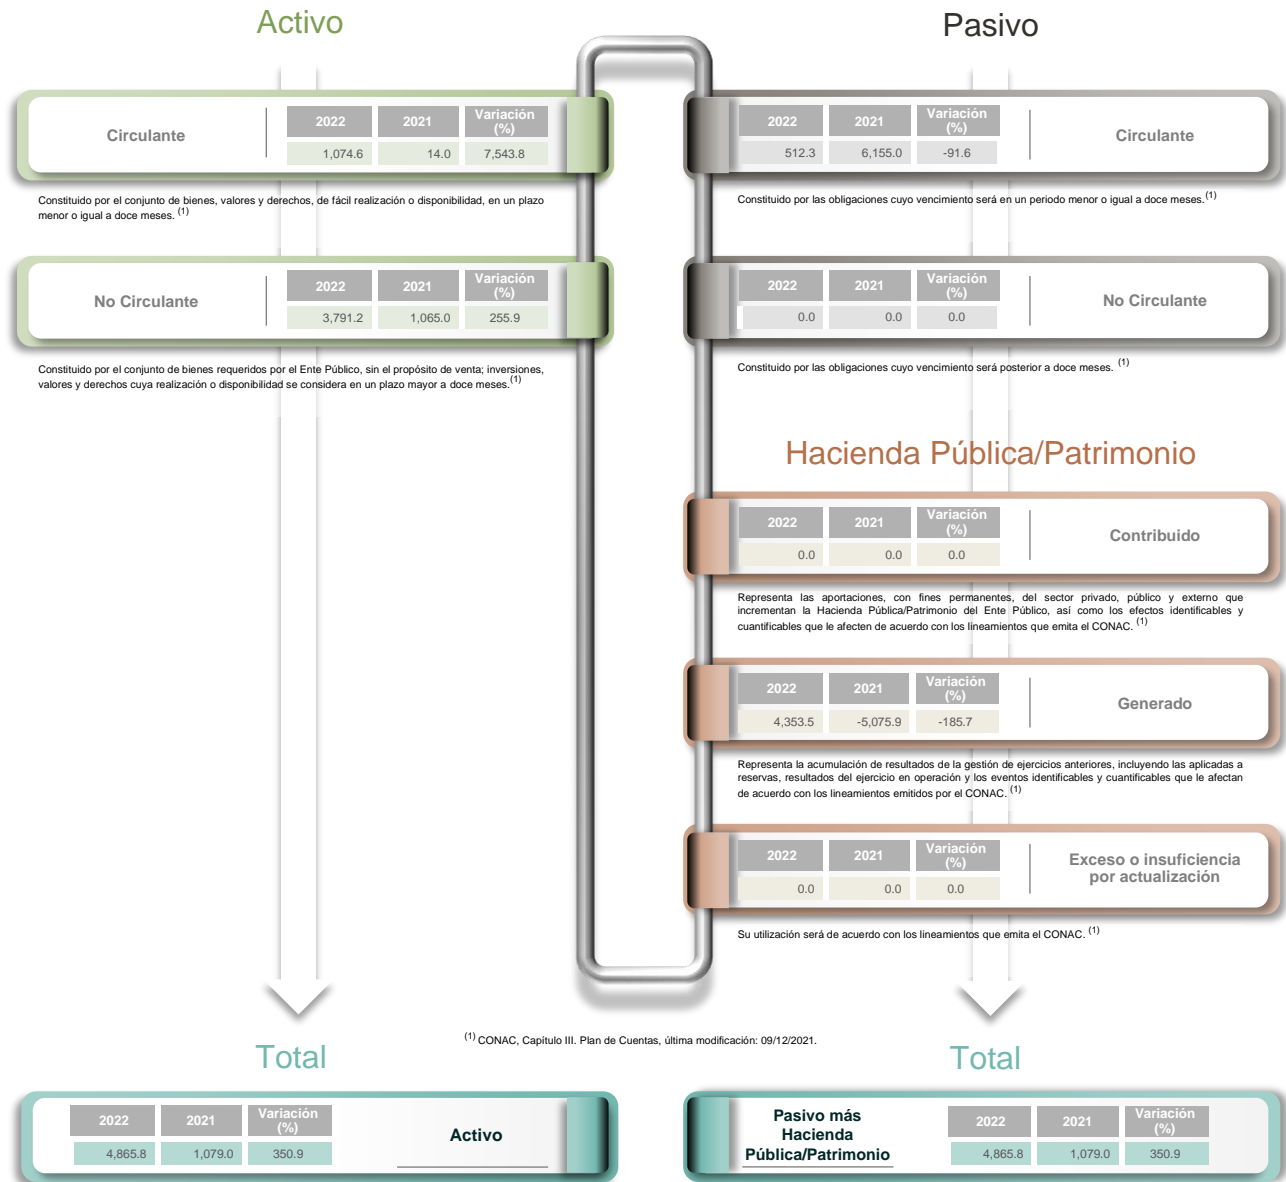 Activo
Circulante
2022 2021 Variación (%)
1,074.6 14.0 7,543.8
Constituido por el conjunto de bienes, valores y derechos, de fácil realización o disponibilidad, en un plazo
menor o igual a doce meses. (1)
No Circulante
2022 2021 Variación (%)
3,791.2 1,065.0 255.9
Constituido por el conjunto de bienes requeridos por el Ente Público, sin el propósito de venta; inversiones,
valores y derechos cuya realización o disponibilidad se considera en un plazo mayor a doce meses.(1)
Pasivo
2022 2021 Variación (%)
512.3 6,155.0 -91.6
Circulante
Constituido por las obligaciones cuyo vencimiento será en un periodo menor o igual a doce meses.(1)
2022 2021 Variación (%)
0.0 0.0 0.0
No Circulante
Constituido por las obligaciones cuyo vencimiento será posterior a doce meses. (1)
Hacienda Pública/Patrimonio
2022 2021 Variación (%)
0.0 0.0 0.0
Contribuido
Representa las aportaciones, con fines permanentes, del sector privado, público y externo que
incrementan la Hacienda Pública/Patrimonio del Ente Público, así como los efectos identificables y
cuantificables que le afecten de acuerdo con los lineamientos que emita el CONAC. (1)
2022 2021 Variación (%)
4,353.5 -5,075.9 -185.7
Generado
Representa la acumulación de resultados de la gestión de ejercicios anteriores, incluyendo las aplicadas a
reservas, resultados del ejercicio en operación y los eventos identificables y cuantificables que le afectan
de acuerdo con los lineamientos emitidos por el CONAC. (1)
2022 2021 Variación (%)
0.0 0.0 0.0
Exceso o insuficiencia
por actualización
Su utilización será de acuerdo con los lineamientos que emita el CONAC. (1)
(1) CONAC, Capítulo III. Plan de Cuentas, última modificación: 09/12/2021.
Total
2022 2021 Variación (%)
4,865.8 1,079.0 350.9
Activo
Total
Pasivo más
Hacienda
Pública/Patrimonio
2022 2021 Variación (%)
4,865.8 1,079.0 350.9